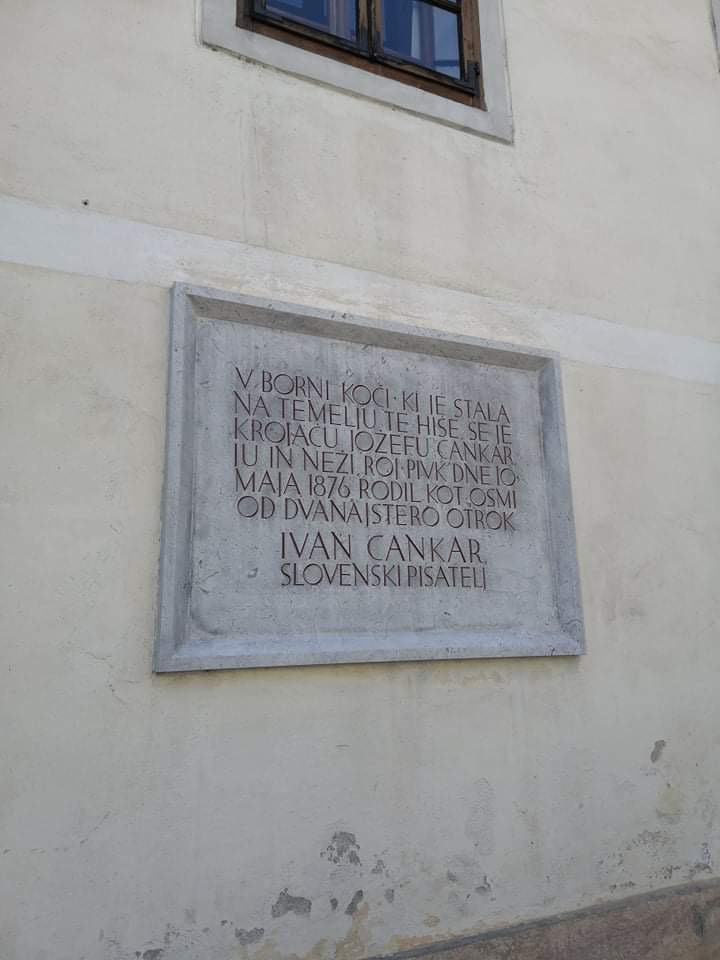 V BORNI KOČI· KI JE STALA
NA TEMELJU TE HIŠE, SE JE
KROJAČU JOŽEFU CANKAR,
JU IN NEŽI, ROJ· PIVK DNE 10·
MAJA 1876 RODIL KOT OSMI
OD DVANAJSTERO OTROK
IVAN CANKAR,
SLOVENSKI PISATELJ